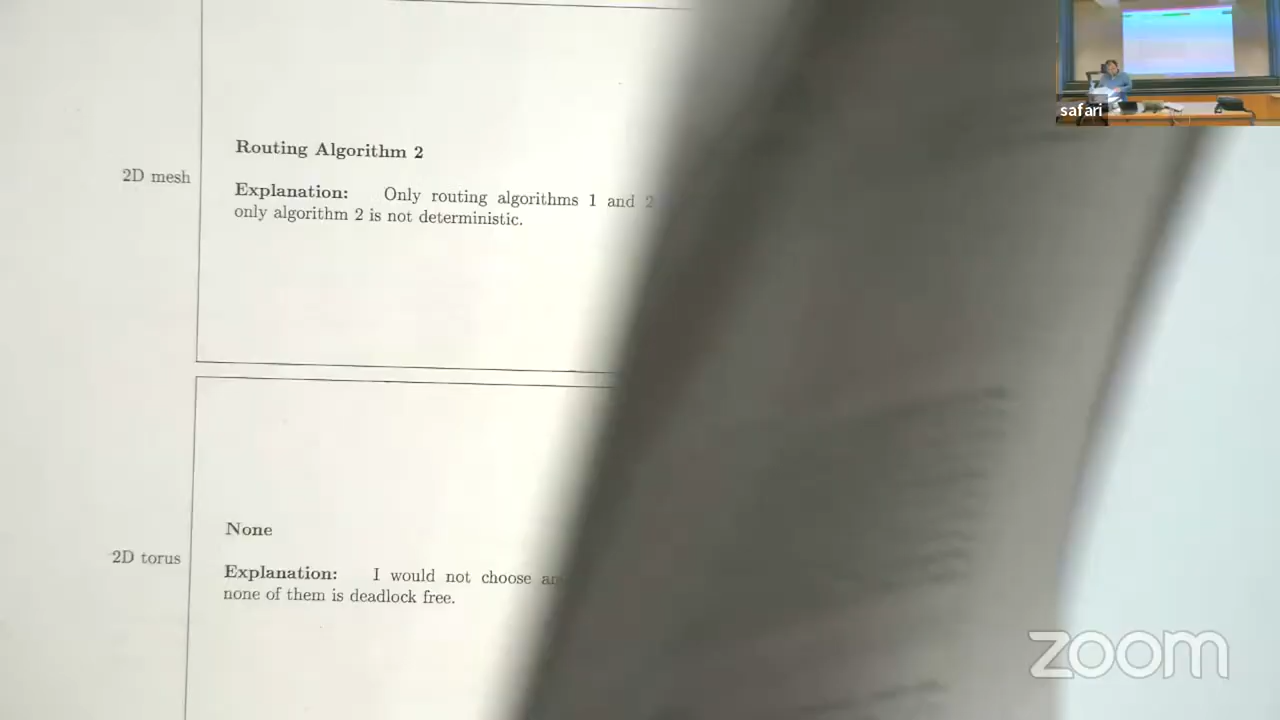 safari
Routing Algorithm 2
2D mesh
Explanation: Only routing algorithms 1 and 2
only algorithm 2 is not deterministic.
None
2D torus
Explanation: I would not choose
none of them is deadlock free.
zoom